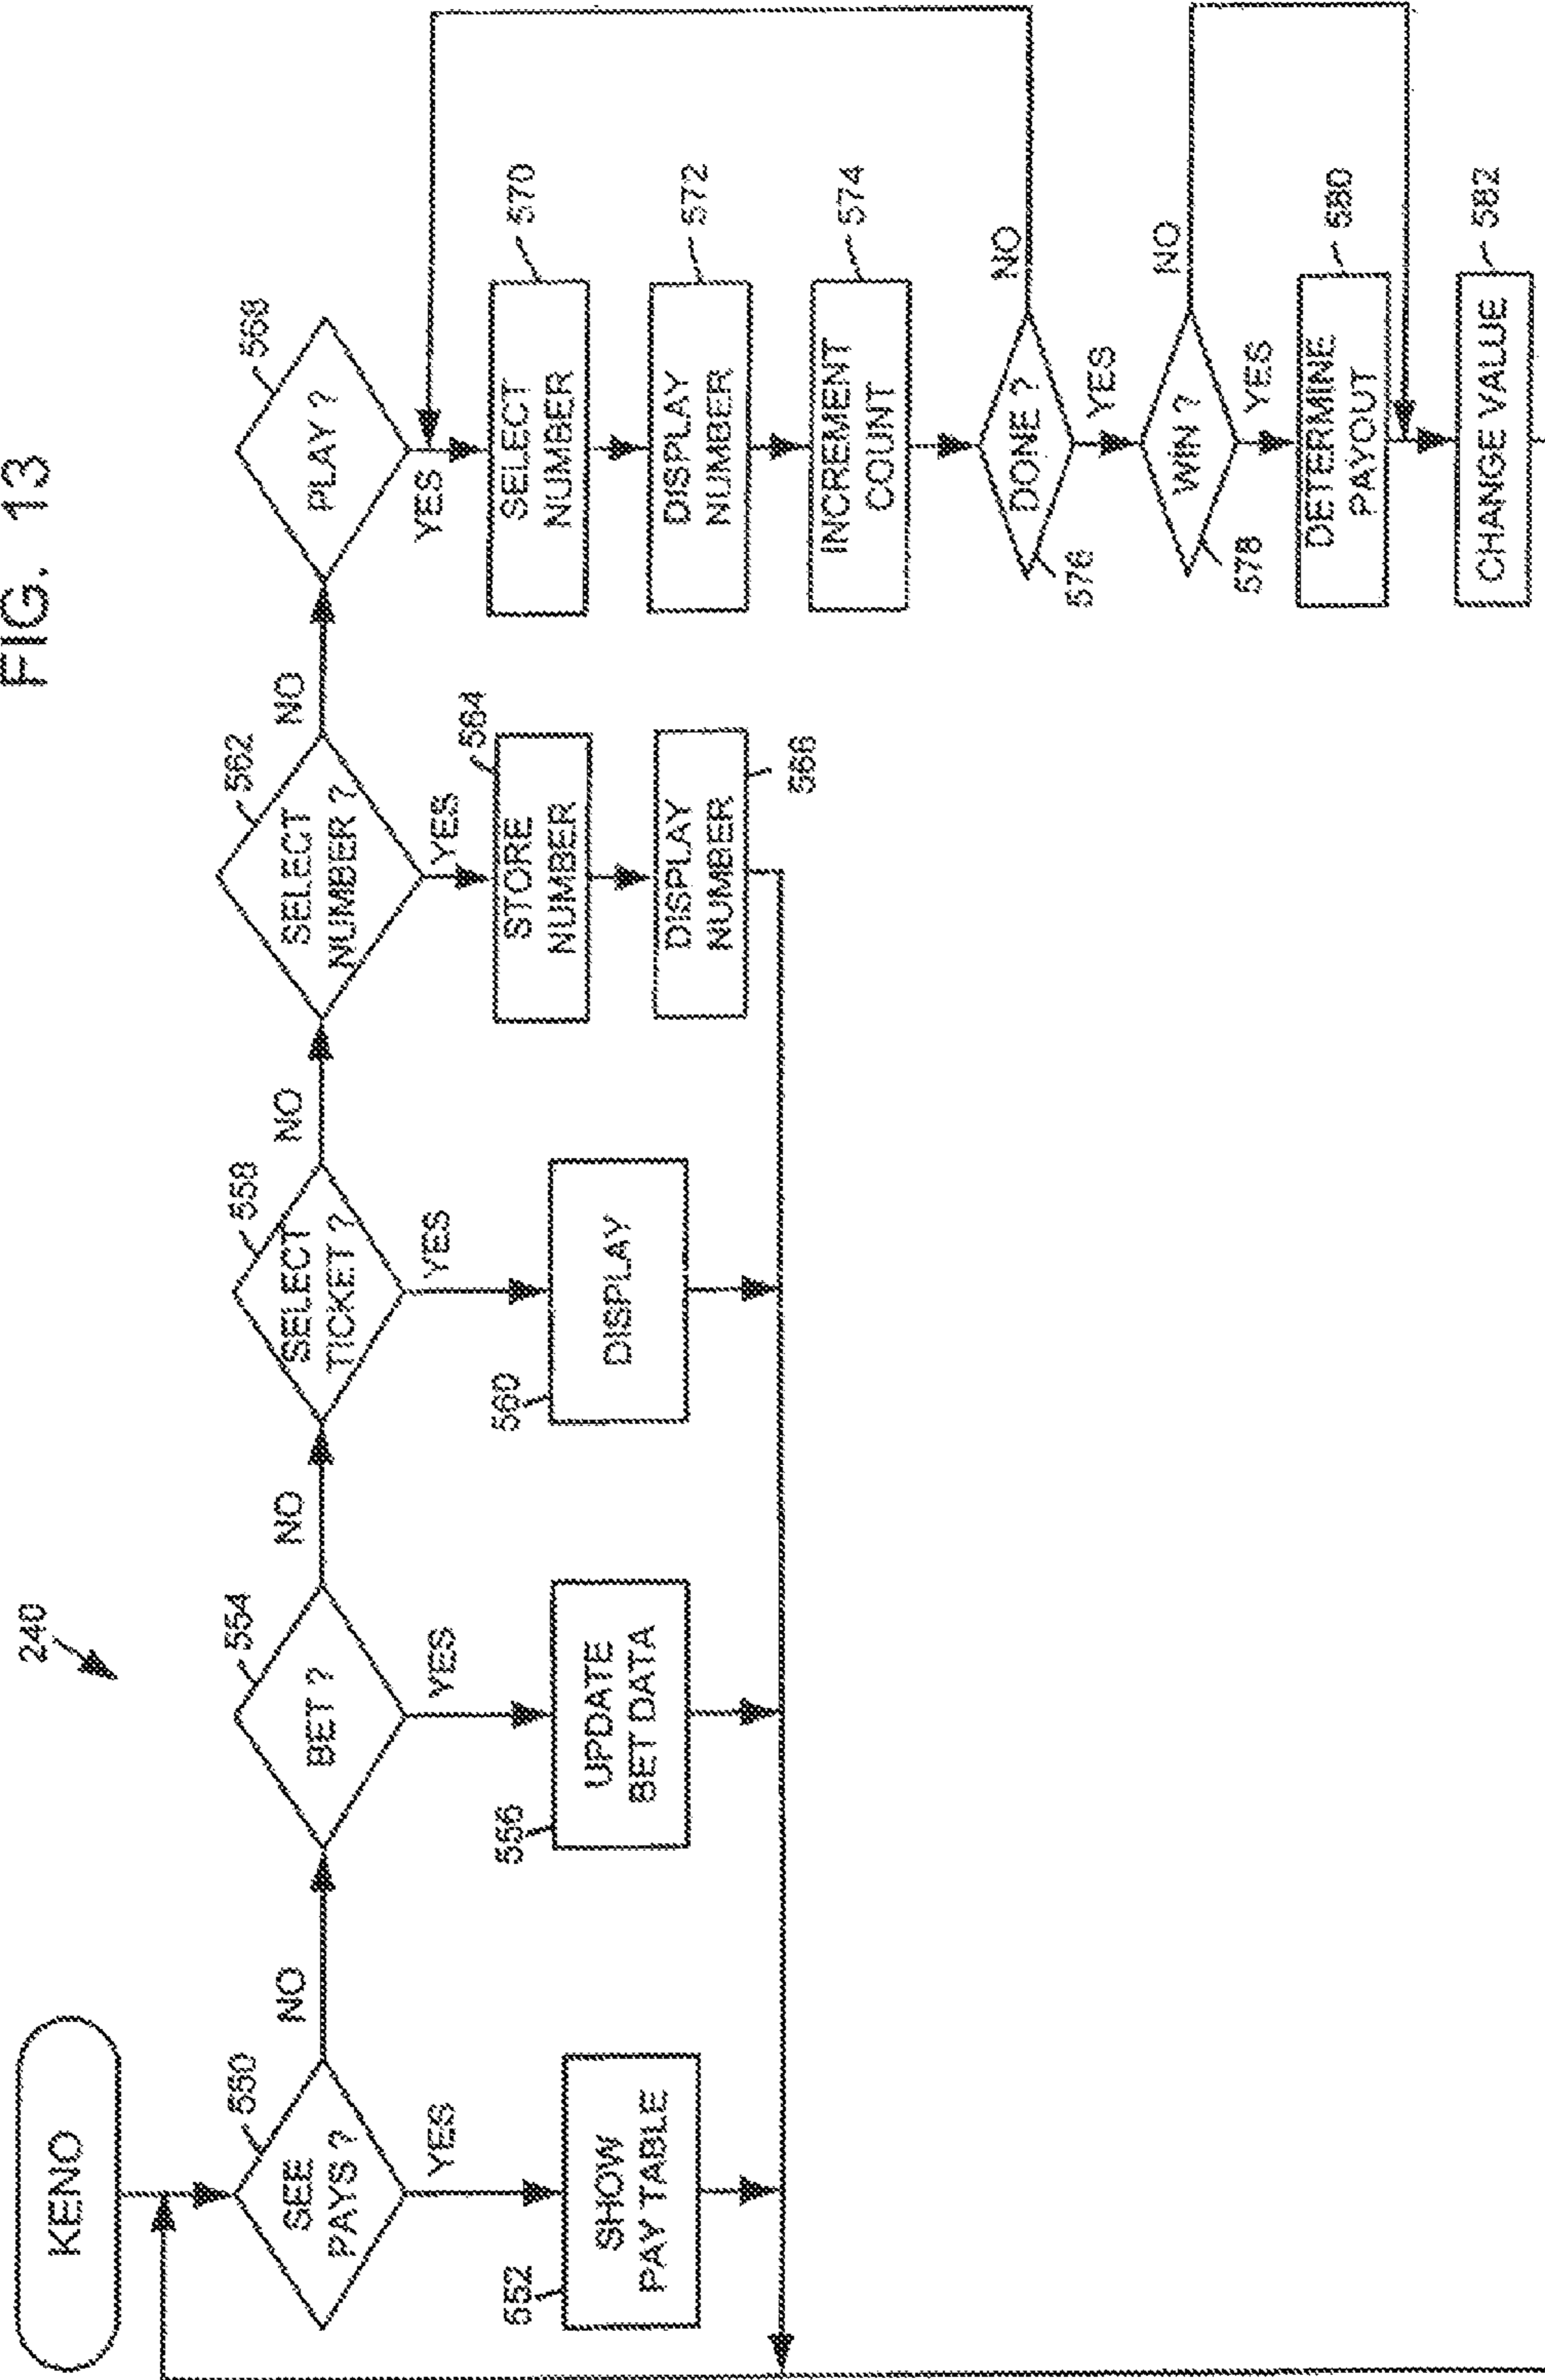 FIG. 13
240
KENO
550
SEE
PAYS ?
NO
YES
552
SHOW
PAY TABLE
554
BET ?
NO
YES
556
UPDATE
BET DATA
558
SELECT
TICKET ?
NO
YES
560
DISPLAY
562
SELECT
NUMBER ?
NO
YES
564
STORE
NUMBER
566
DISPLAY
NUMBER
568
PLAY ?
YES
570
SELECT
NUMBER
572
DISPLAY
NUMBER
574
INCREMENT
COUNT
576
DONE ?
NO
YES
578
WIN ?
NO
YES
580
DETERMINE
PAYOUT
582
CHANGE VALUE